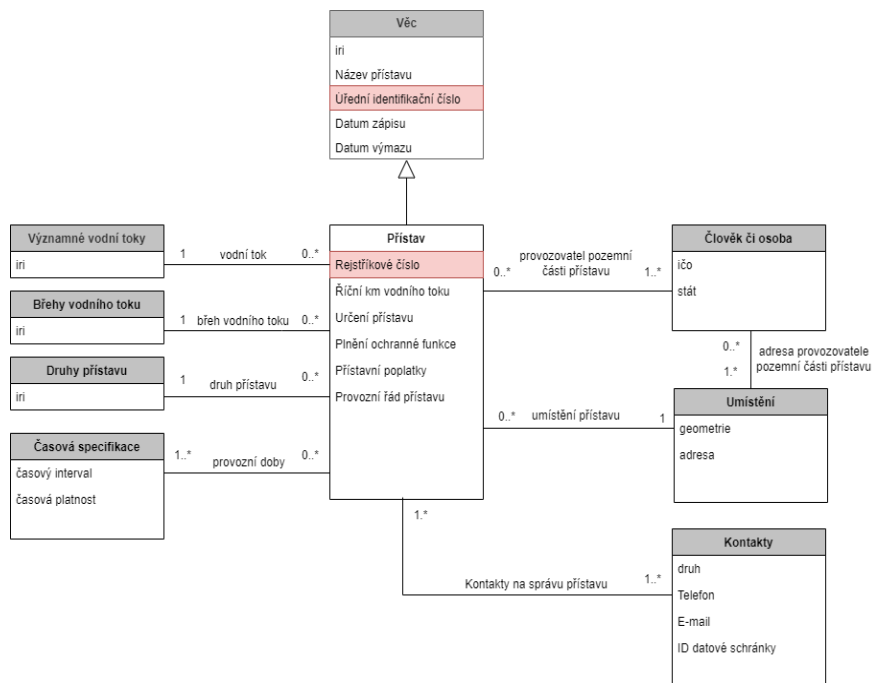 Věc
iri
Název přístavu
Úřední identifikační číslo
Datum zápisu
Datum výmazu
Významné vodní toky
iri
1
vodní tok
0..*
Břehy vodního toku
iri
1
břeh vodního toku
0..*
Druhy přístavu
iri
1
druh přístavu
0..*
Časová specifikace
časový interval
časová platnost
1..*
provozní doby
0..*
Přístav
Rejstříkové číslo
Říční km vodního toku
Určení přístavu
Plnění ochranné funkce
Přístavní poplatky
Provozní řád přístavu
provozovatel pozemní
části přístavu
0..*
1..*
Člověk či osoba
ičo
stát
0..*
1.*
adresa provozovatele
pozemní části přístavu
0..*
umístění přístavu
1
Umístění
geometrie
adresa
1.*
Kontakty na správu přístavu
1..*
Kontakty
druh
Telefon
E-mail
ID datové schránky